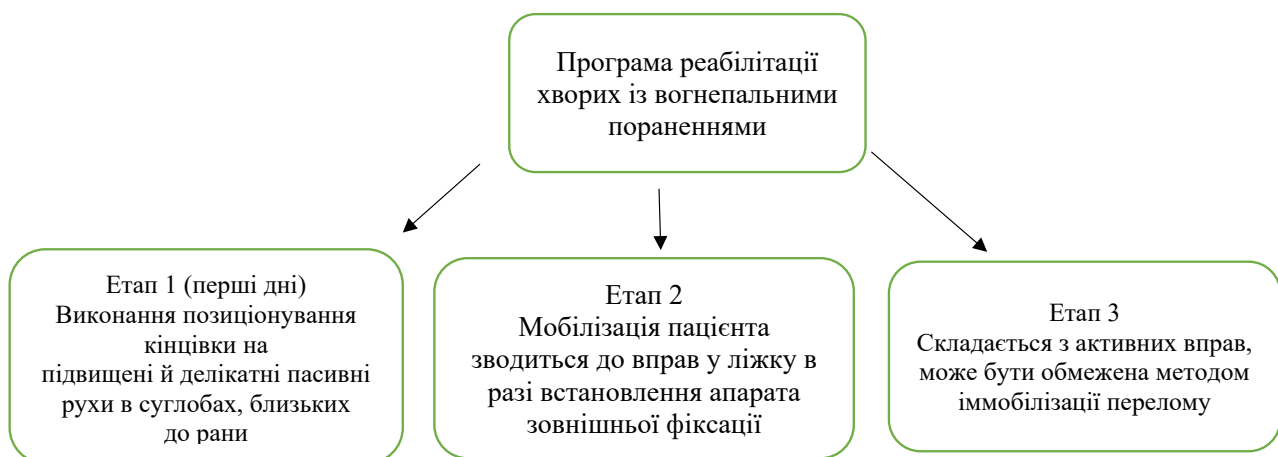 Програма реабілітації
хворих із вогнепальними
пораненнями
Етап 1 (перші дні)
Виконання позиціонування
кінцівки на
підвищені й делікатні пасивні
рухи в суглобах, близьких
до рани
Етап 2
Мобілізація пацієнта
зводиться до вправ у ліжку в
разі встановлення апарата
зовнішньої фіксації
Етап 3
Складається з активних вправ,
може бути обмежена методом
іммобілізації перелому